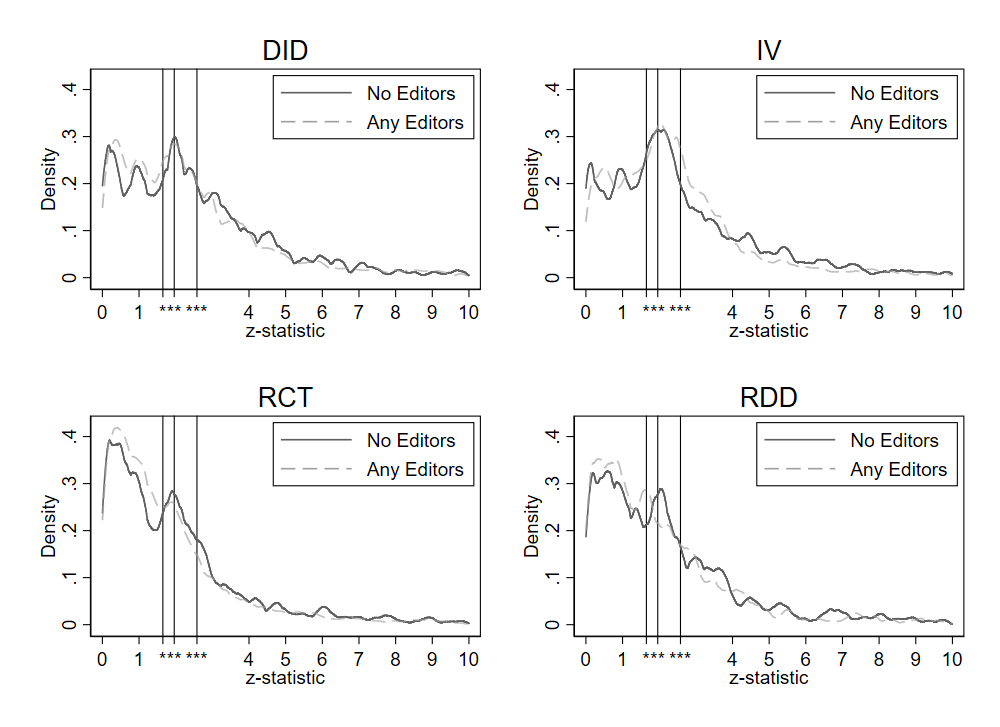 DID
No Editors
Any Editors
Density
0 .1 .2 .3 .4
0 1 *** *** 4 5 6 7 8 9 10
z-statistic
IV
No Editors
Any Editors
Density
0 .1 .2 .3 .4
0 1 *** *** 4 5 6 7 8 9 10
z-statistic
RCT
No Editors
Any Editors
Density
0 .1 .2 .3 .4
0 1 *** *** 4 5 6 7 8 9 10
z-statistic
RDD
No Editors
Any Editors
Density
0 .1 .2 .3 .4
0 1 *** *** 4 5 6 7 8 9 10
z-statistic